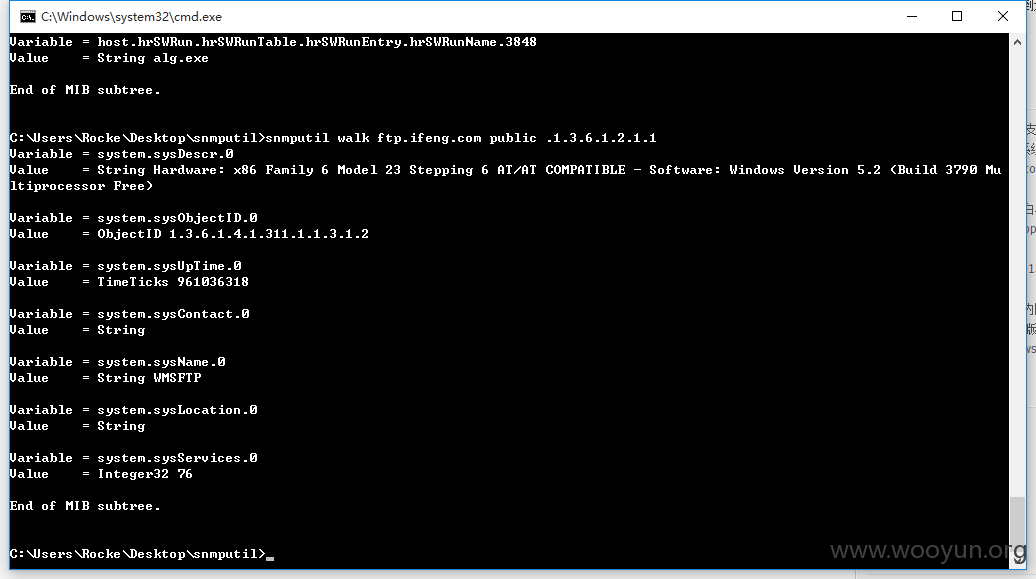 C:\Windows\system32\cmd.exe
Variable = host.hrSWRun.hrSWRunTable.hrSWRunEntry.hrSWRunName.3848
Value    = String alg.exe
End of MIB subtree.
C:\Users\Rocke\Desktop\snmputil>snmputil walk ftp.ifeng.com public .1.3.6.1.2.1.1
Variable = system.sysDescr.0
Value    = String Hardware: x86 Family 6 Model 23 Stepping 6 AT/AT COMPATIBLE - Software: Windows Version 5.2 (Build 3790 Mu
ltiprocessor Free)
Variable = system.sysObjectID.0
Value    = ObjectID 1.3.6.1.4.1.311.1.1.3.1.2
Variable = system.sysUpTime.0
Value    = TimeTicks 961036318
Variable = system.sysContact.0
Value    = String
Variable = system.sysName.0
Value    = String WMSFTP
Variable = system.sysLocation.0
Value    = String
Variable = system.sysServices.0
Value    = Integer32 76
End of MIB subtree.
C:\Users\Rocke\Desktop\snmputil>
www.wooyun.org